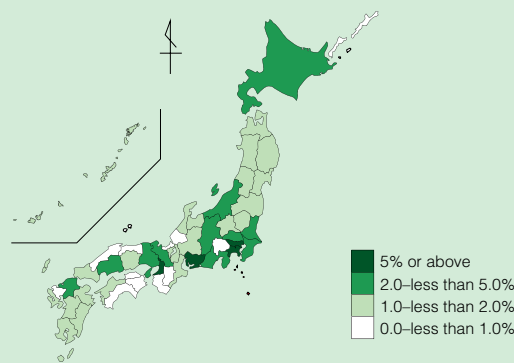 5% or above
2.0–less than 5.0%
1.0–less than 2.0%
0.0–less than 1.0%